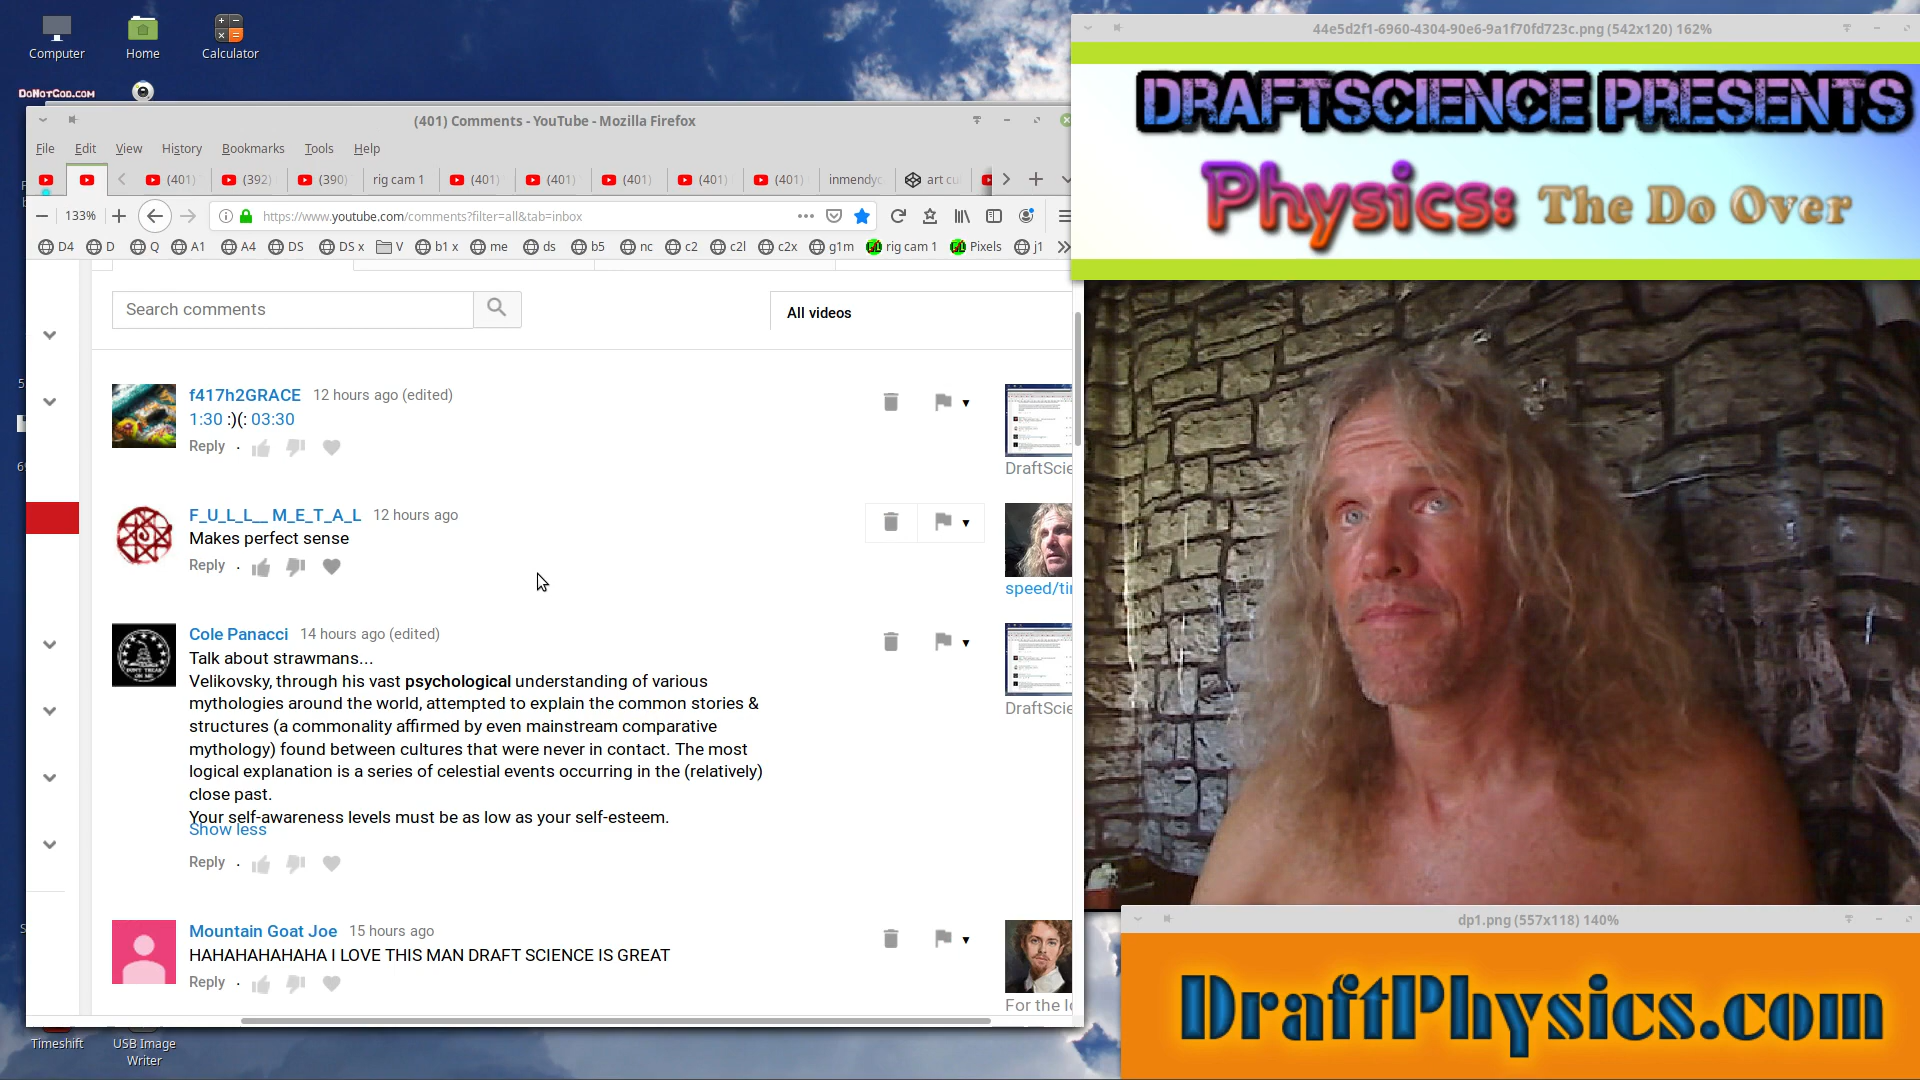 Computer
Home
Calculator
DoNotGod.com
(401) Comments - YouTube - Mozilla Firefox
File Edit View History Bookmarks Tools Help
(401) (392) (390) rig cam 1 (401) (401) (401) (401) (401) inmendyc art cu
133% https://www.youtube.com/comments?filter=all&tab=inbox
D4 D Q A1 A4 DS DS x V b1 x me ds b5 nc c2 c2l c2x g1m rig cam 1 Pixels j1
Search comments
All videos
f417h2GRACE 12 hours ago (edited)
1:30 :)(: 03:30
Reply
DraftScie
F_U_L_L__ M_E_T_A_L 12 hours ago
Makes perfect sense
Reply
speed/ti
Cole Panacci 14 hours ago (edited)
Talk about strawmans...
Velikovsky, through his vast psychological understanding of various
mythologies around the world, attempted to explain the common stories &
structures (a commonality affirmed by even mainstream comparative
mythology) found between cultures that were never in contact. The most
logical explanation is a series of celestial events occurring in the (relatively)
close past.
Your self-awareness levels must be as low as your self-esteem.
Show less
Reply
DraftScie
Mountain Goat Joe 15 hours ago
HAHAHAHAHAHA I LOVE THIS MAN DRAFT SCIENCE IS GREAT
Reply
For the
Timeshift
USB Image
Writer
44e5d2f1-6960-4304-90e6-9a1f70fd723c.png (542x120) 162%
DRAFTSCIENCE PRESENTS
Physics: The Do Over
dp1.png (557x118) 140%
DraftPhysics.com